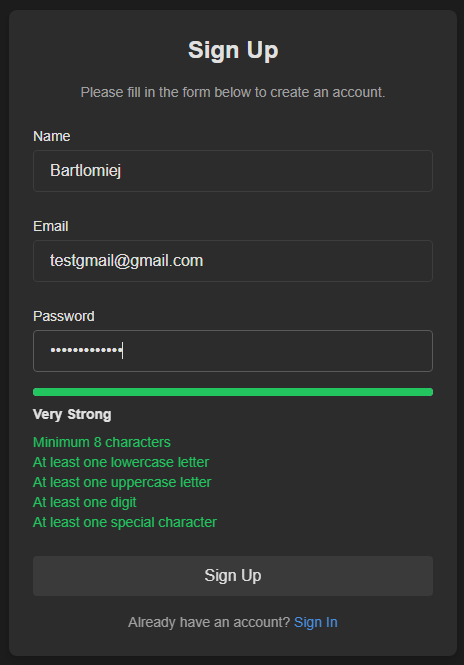 Sign Up
Please fill in the form below to create an account.
Name
Bartlomiej
Email
testgmail@gmail.com
Password
•••••••••••••
Very Strong
Minimum 8 characters
At least one lowercase letter
At least one uppercase letter
At least one digit
At least one special character
Sign Up
Already have an account? Sign In